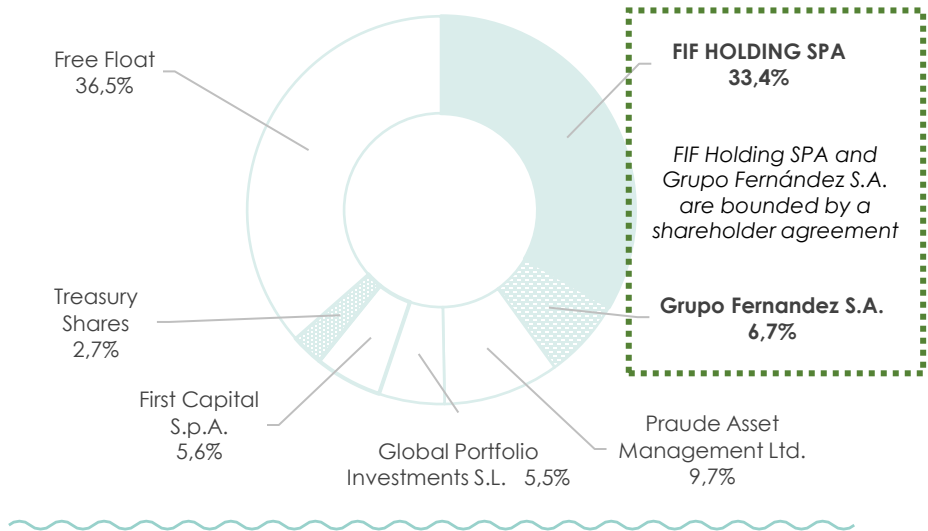 Free Float
36,5%
FIF HOLDING SPA
33,4%
FIF Holding SPA and
Grupo Fernández S.A.
are bounded by a
shareholder agreement
Grupo Fernandez S.A.
6,7%
Treasury
Shares
2,7%
First Capital
S.p.A.
5,6%
Global Portfolio
Investments S.L. 5,5%
Praude Asset
Management Ltd.
9,7%